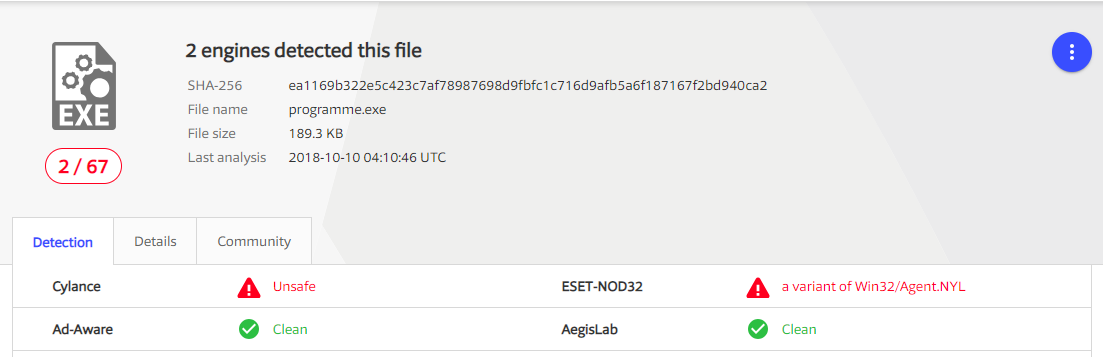 2 engines detected this file
SHA-256 ea1169b322e5c423c7af78987698d9fbfc1c716d9afb5a6f187167f2bd940ca2
File name programme.exe
File size 189.3 KB
Last analysis 2018-10-10 04:10:46 UTC
EXE
2 / 67
Detection Details Community
Cylance Unsafe ESET-NOD32 a variant of Win32/Agent.NYL
Ad-Aware Clean AegisLab Clean